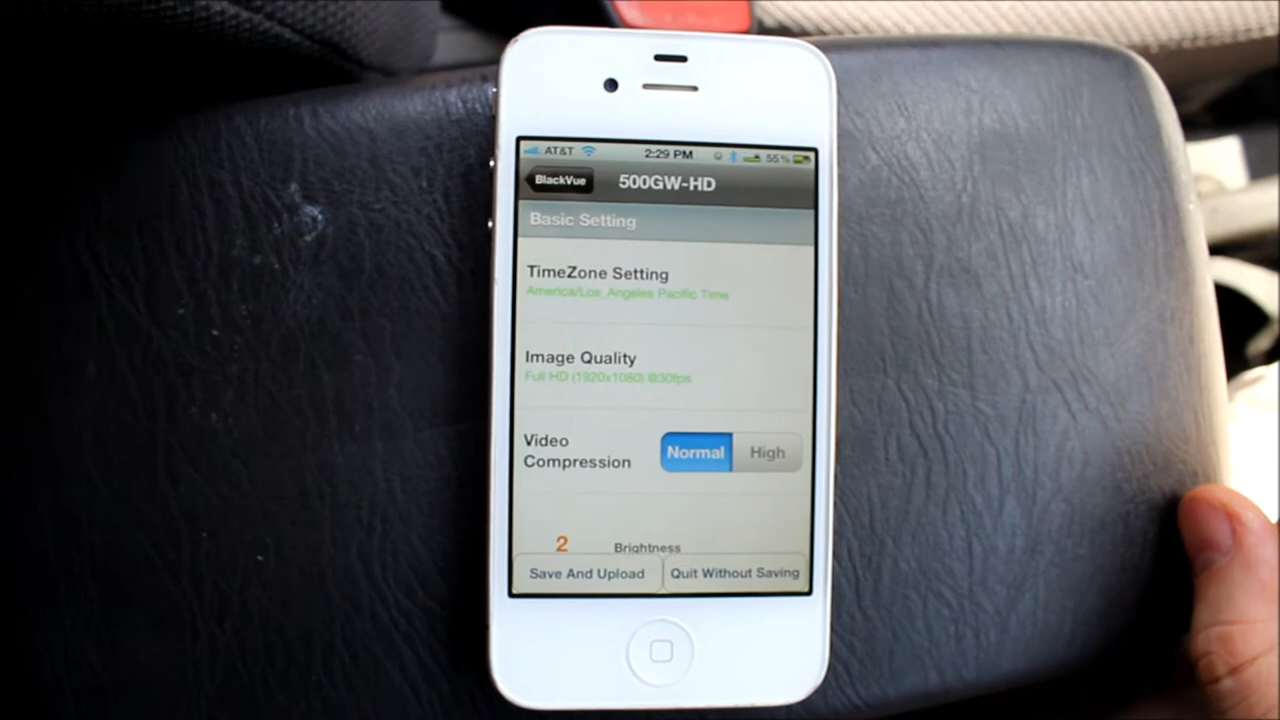 AT&T 2:29 PM 55%
BlackVue 500GW-HD
Basic Setting
TimeZone Setting
America/Los_Angeles Pacific Time
Image Quality
Full HD (1920x1080) @30fps
Video
Compression
Normal High
2 Brightness
Save And Upload Quit Without Saving